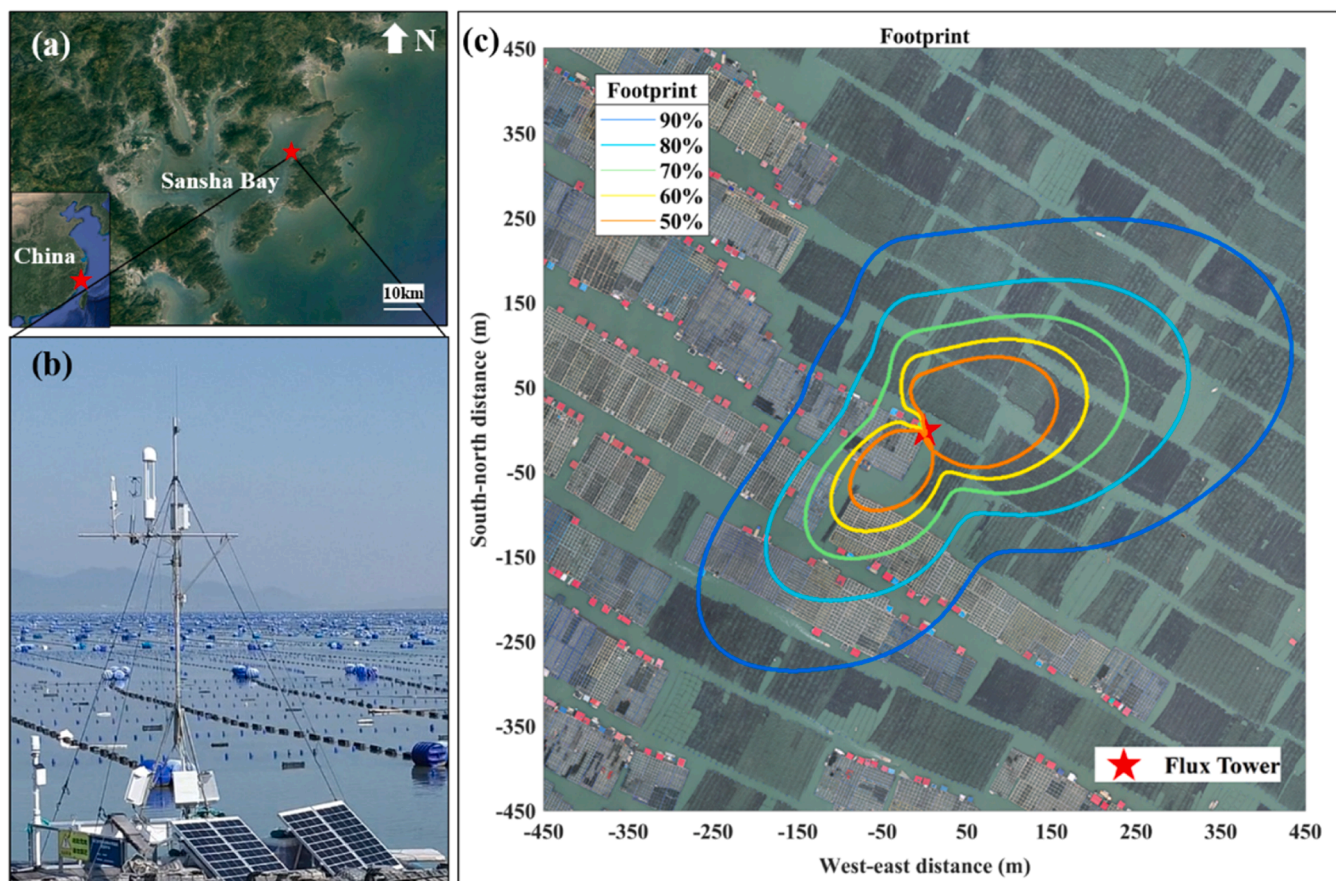 (a)
N
Sansha Bay
China
10km
(b)
(c)
Footprint
Footprint
90%
80%
70%
60%
50%
450
350
250
150
50
-50
-150
-250
-350
-450
South-north distance (m)
-450
-350
-250
-150
-50
50
150
250
350
450
West-east distance (m)
Flux Tower